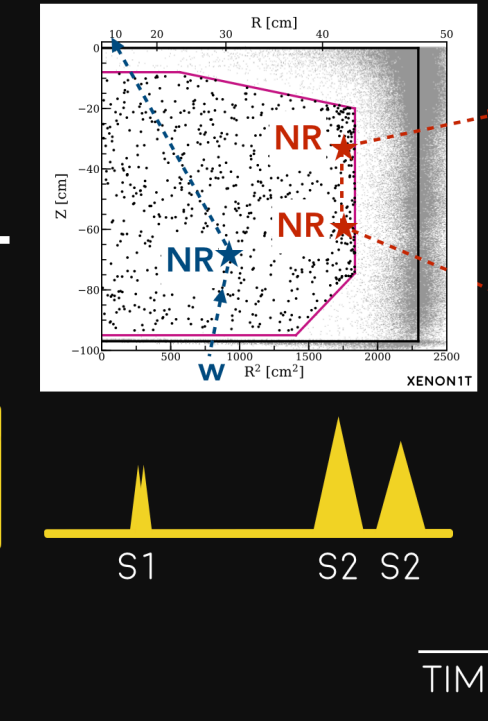 R [cm]
10 20 30 40 50
0
−20
−40
−60
−80
−100
Z [cm]
NR
NR
NR
0 500 1000 1500 2000 2500
W
R² [cm²]
XENON1T
S1 S2 S2
TIM